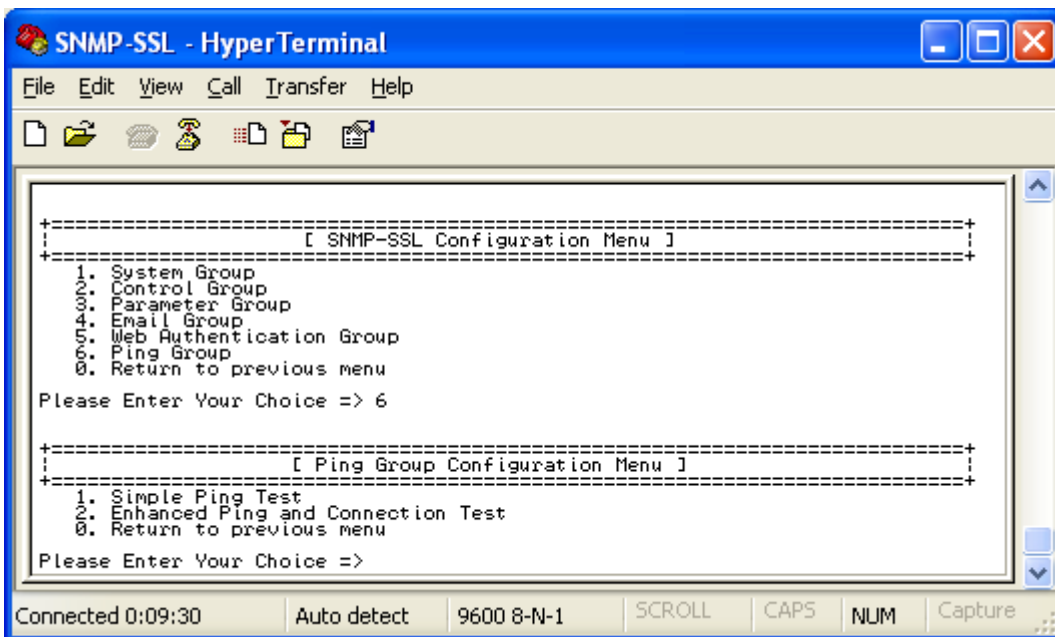 SNMP-SSL - HyperTerminal
File Edit View Call Transfer Help
+============================================================================+
[ SNMP-SSL Configuration Menu ]
+============================================================================+
1. System Group
2. Control Group
3. Parameter Group
4. Email Group
5. Web Authentication Group
6. Ping Group
0. Return to previous menu
Please Enter Your Choice => 6
+============================================================================+
[ Ping Group Configuration Menu ]
+============================================================================+
1. Simple Ping Test
2. Enhanced Ping and Connection Test
0. Return to previous menu
Please Enter Your Choice =>
Connected 0:09:30 Auto detect 9600 8-N-1 SCROLL CAPS NUM Capture